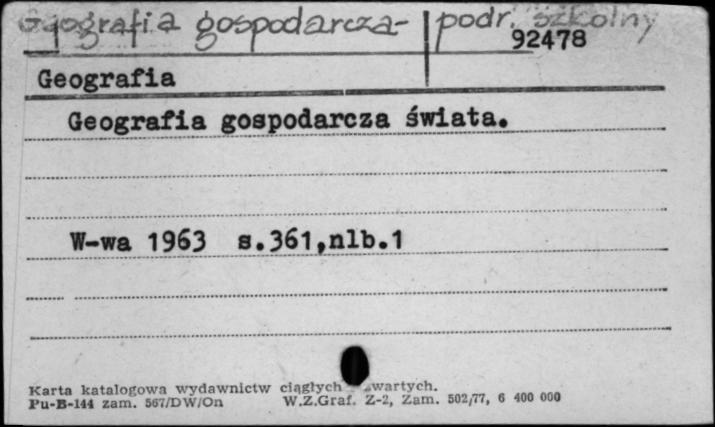 Geografia gospodarcza- podr. szkolny
92478
Geografia
Geografia gospodarcza świata.
W-wa 1963 s.361,nlb.1
Karta katalogowa wydawnictw ciągłych zwartych.
Pu-B-144 zam. 567/DW/On W.Z.Graf. Z-2, Zam. 502/77, 6 400 000